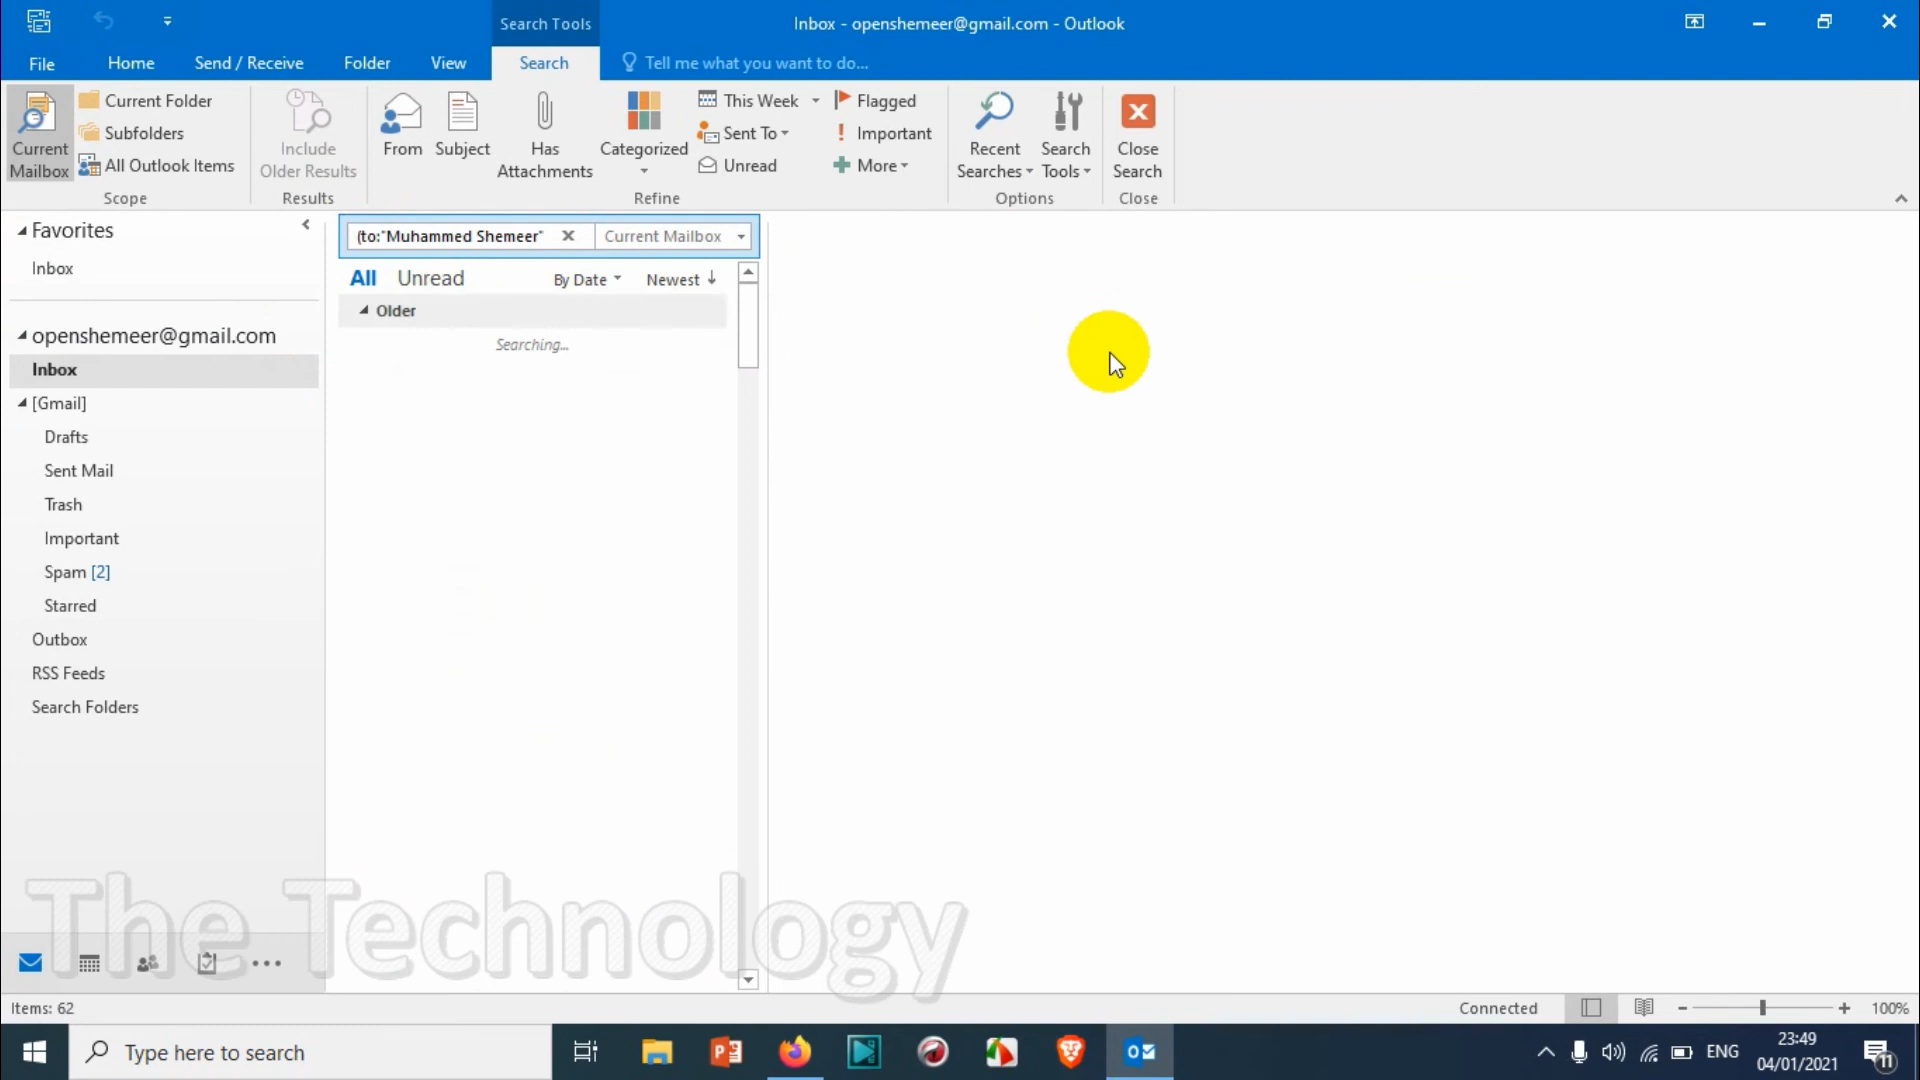 Search Tools
Inbox - openshemeer@gmail.com - Outlook
File
Home
Send / Receive
Folder
View
Search
Tell me what you want to do...
Current Mailbox
Current Folder
Subfolders
All Outlook Items
Scope
Include Older Results
Results
From
Subject
Has Attachments
Categorized
This Week
Sent To
Unread
Flagged
Important
More
Refine
Recent Searches
Search Tools
Options
Close Search
Close
Favorites
Inbox
openshemeer@gmail.com
Inbox
[Gmail]
Drafts
Sent Mail
Trash
Important
Spam [2]
Starred
Outbox
RSS Feeds
Search Folders
(to:"Muhammed Shemeer"
Current Mailbox
All Unread
By Date
Newest
Older
Searching...
The Technology
Items: 62
Connected
100%
Type here to search
ENG
23:49
04/01/2021
11